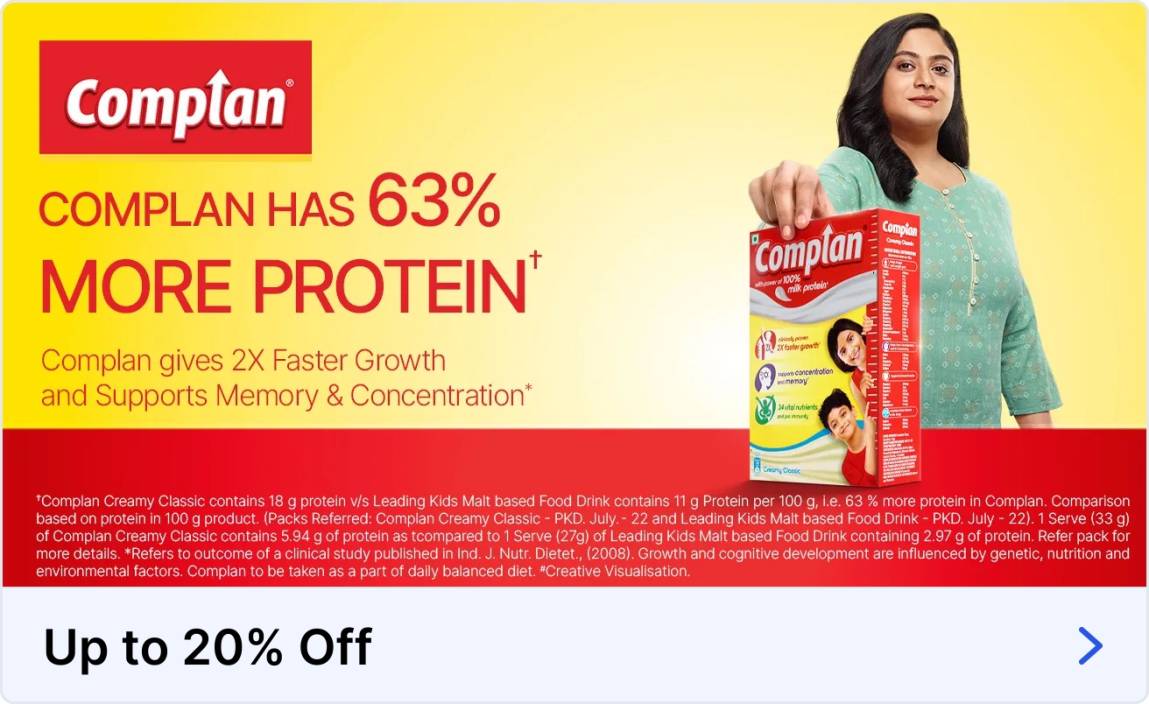 Complan®
COMPLAN HAS 63%
MORE PROTEIN†
Complan gives 2X Faster Growth
and Supports Memory & Concentration*
Complan
with power of 100%
milk protein
clinically proven
2X faster growth
supports concentration
and memory
34 vital nutrients
Creamy Classic
Complan
Creamy Classic
†Complan Creamy Classic contains 18 g protein v/s Leading Kids Malt based Food Drink contains 11 g Protein per 100 g, i.e. 63 % more protein in Complan. Comparison
based on protein in 100 g product. (Packs Referred: Complan Creamy Classic - PKD. July. - 22 and Leading Kids Malt based Food Drink - PKD. July - 22). 1 Serve (33 g)
of Complan Creamy Classic contains 5.94 g of protein as tcompared to 1 Serve (27g) of Leading Kids Malt based Food Drink containing 2.97 g of protein. Refer pack for
more details. *Refers to outcome of a clinical study published in Ind. J. Nutr. Dietet., (2008). Growth and cognitive development are influenced by genetic, nutrition and
environmental factors. Complan to be taken as a part of daily balanced diet. #Creative Visualisation.
Up to 20% Off